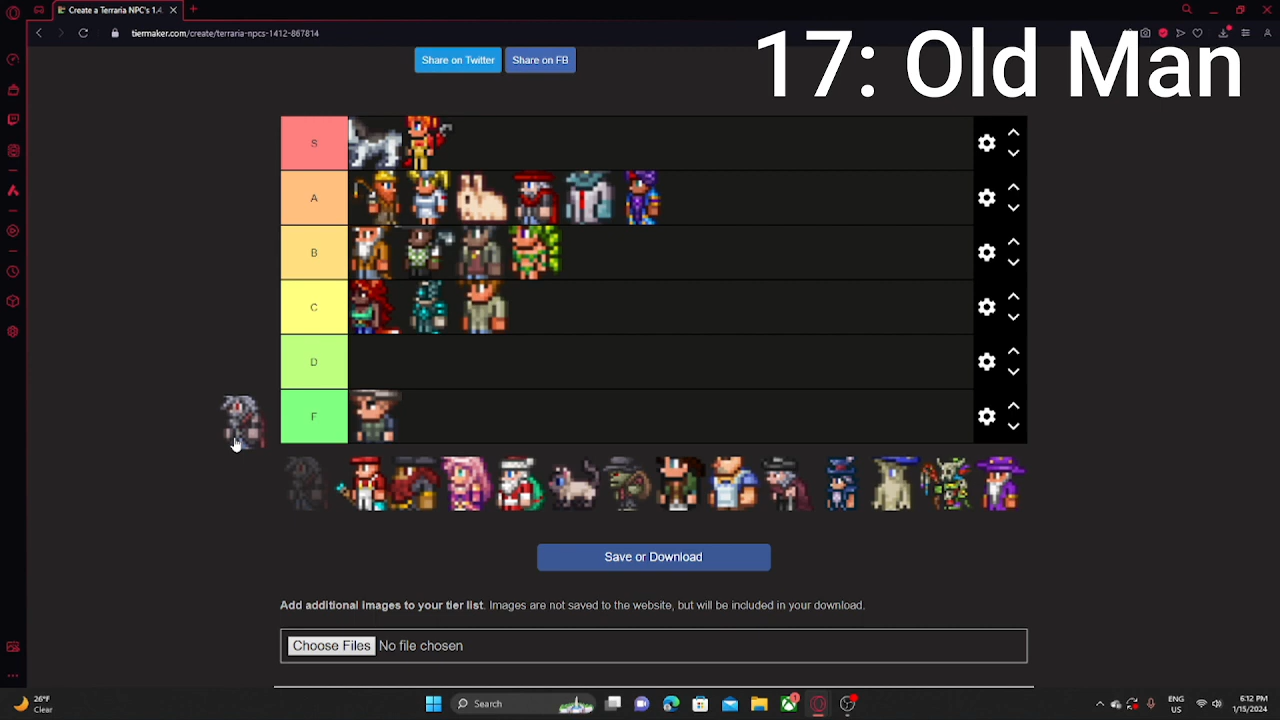 Create a Terraria NPC's 1.4.
tiermaker.com/create/terraria-npcs-1412-867814
17: Old Man
Share on Twitter
Share on FB
S
A
B
C
D
F
Save or Download
Add additional images to your tier list. Images are not saved to the website, but will be included in your download.
Choose Files No file chosen
26°F
Clear
Search
1
ENG
US
6:12 PM
1/15/2024